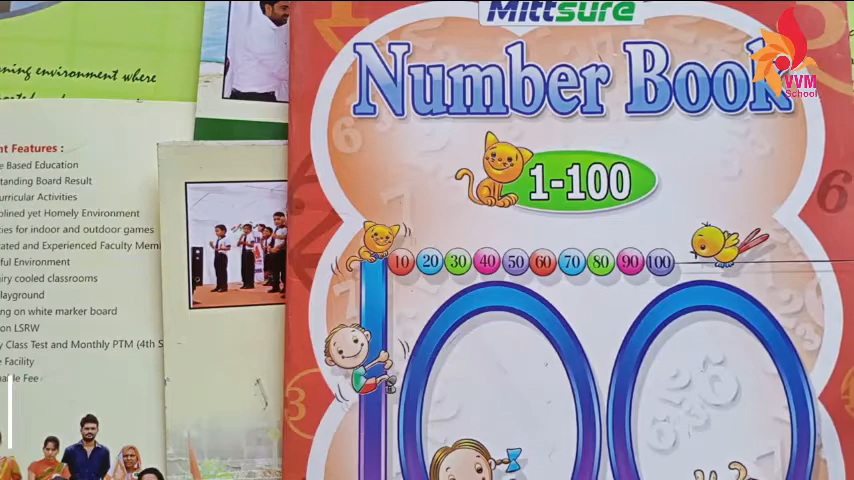 ning environment where
nt Features :
e Based Education
tanding Board Result
urricular Activities
plined yet Homely Environment
ies for indoor and outdoor games
ated and Experienced Faculty Mem
ful Environment
iry cooled classrooms
layground
ng on white marker board
on LSRW
y Class Test and Monthly PTM (4th S
e Facility
nable Fee
Mittsure
Number Book
1-100
10 20 30 40 50 60 70 80 90 100
VVM
School